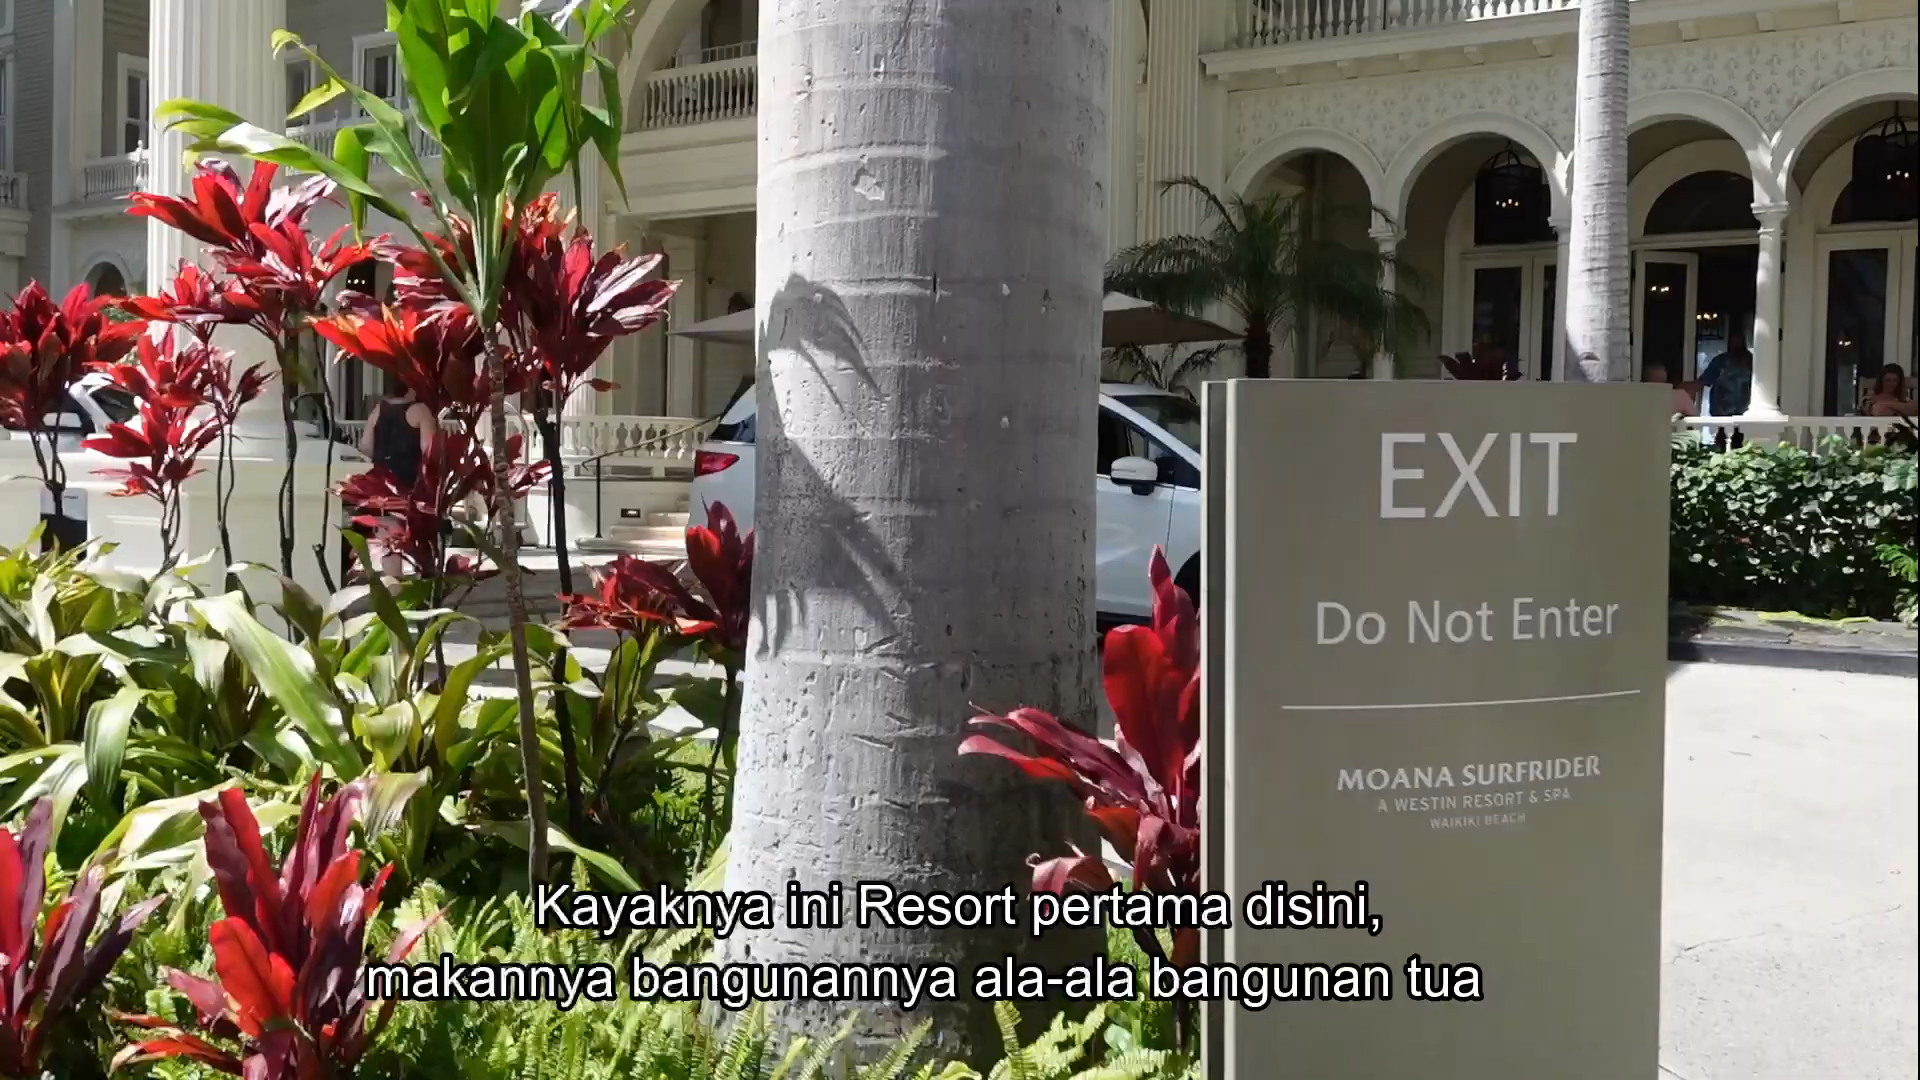 EXIT
Do Not Enter
MOANA SURFRIDER
A WESTIN RESORT & SPA
WAIKIKI BEACH
Kayaknya ini Resort pertama disini,
makannya bangunannya ala-ala bangunan tua